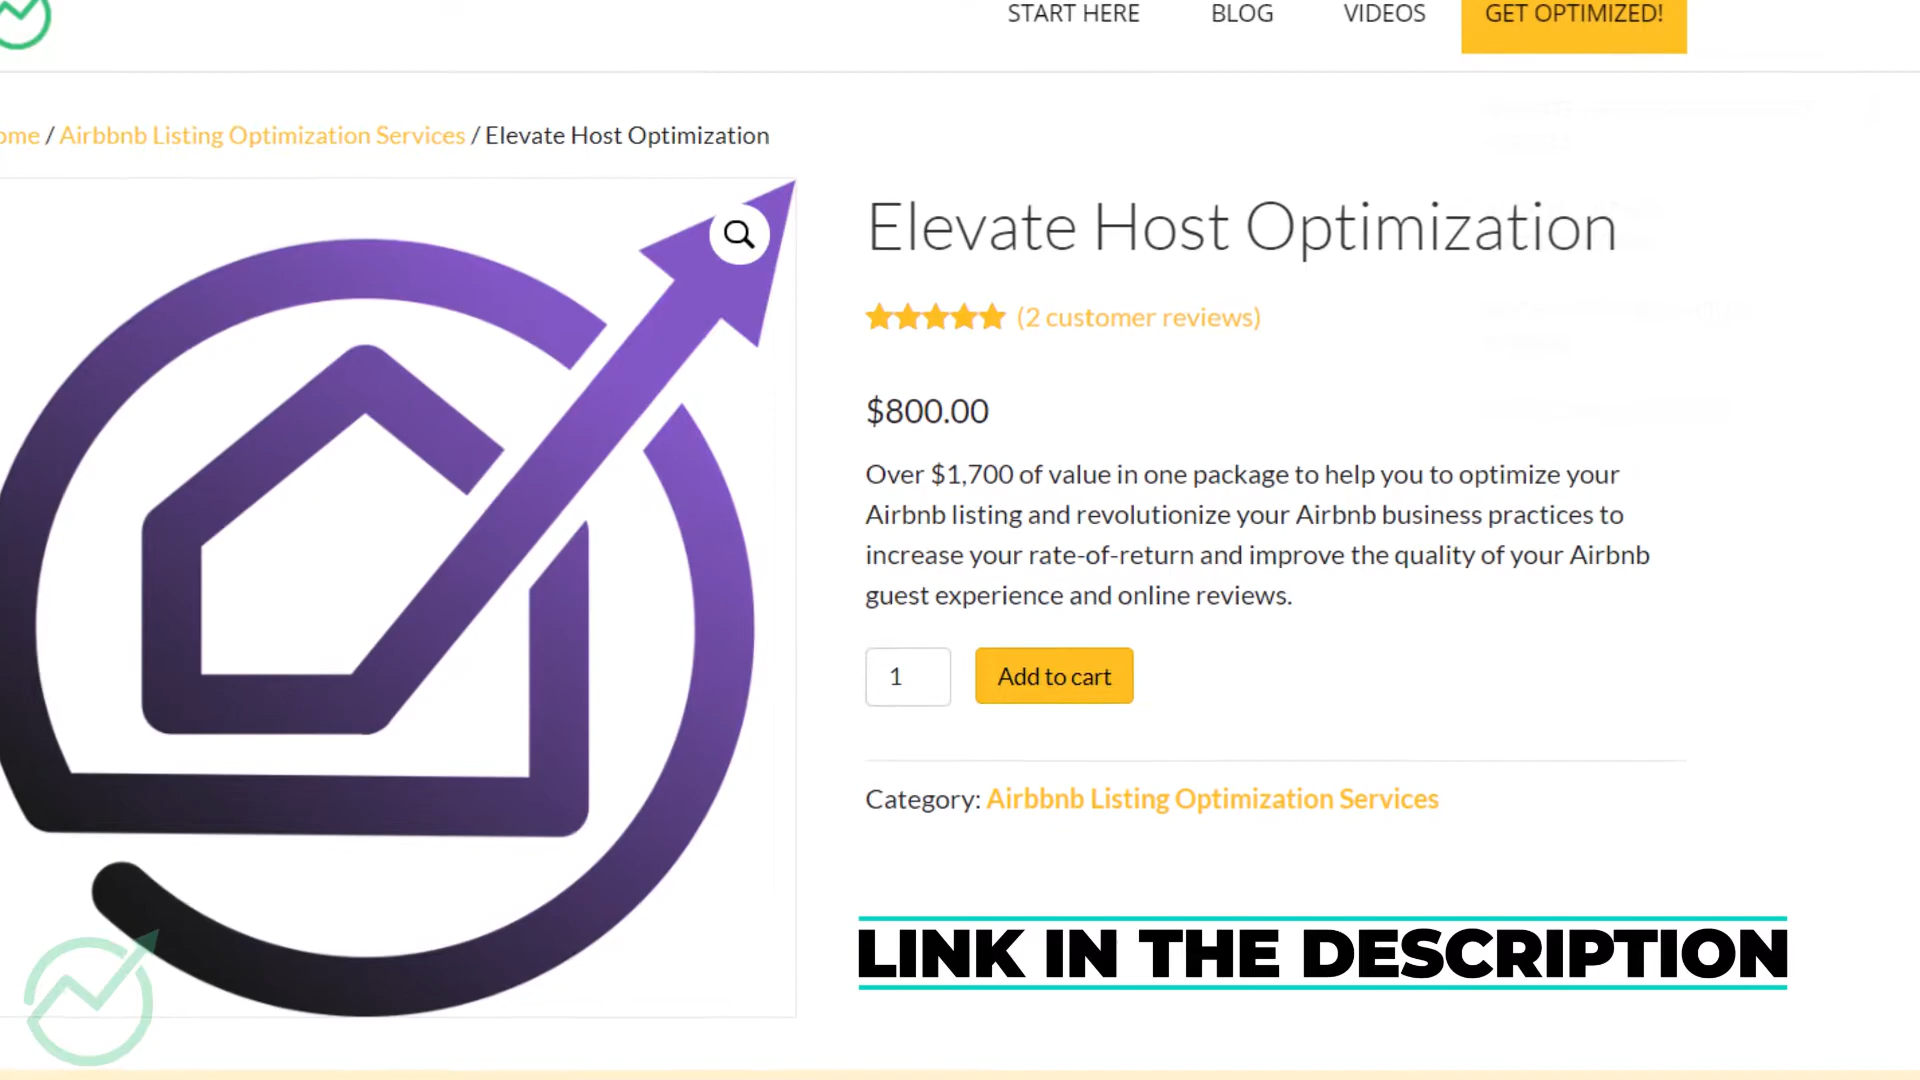 START HERE
BLOG
VIDEOS
GET OPTIMIZED!
ome / Airbbnb Listing Optimization Services / Elevate Host Optimization
Elevate Host Optimization
(2 customer reviews)
$800.00
Over $1,700 of value in one package to help you to optimize your
Airbnb listing and revolutionize your Airbnb business practices to
increase your rate-of-return and improve the quality of your Airbnb
guest experience and online reviews.
1
Add to cart
Category: Airbbnb Listing Optimization Services
LINK IN THE DESCRIPTION